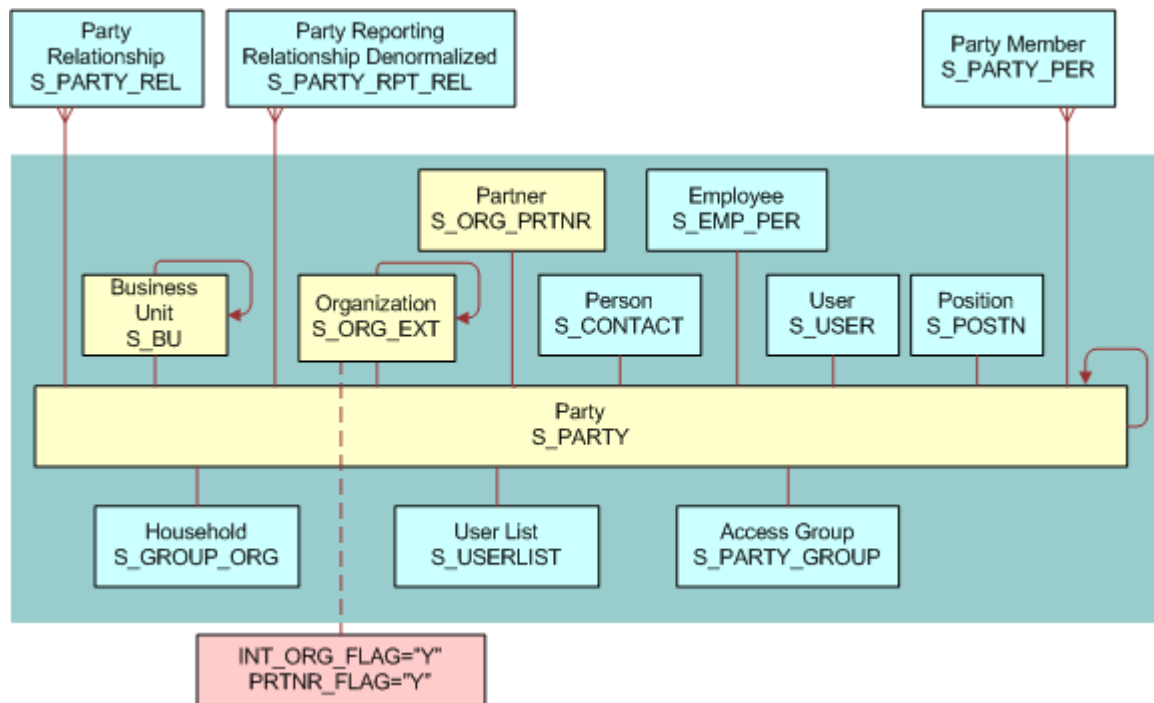 Party
Relationship
S_PARTY_REL
Party Reporting
Relationship Denormalized
S_PARTY_RPT_REL
Party Member
S_PARTY_PER
Partner
S_ORG_PRTNR
Employee
S_EMP_PER
Business
Unit
S_BU
Organization
S_ORG_EXT
Person
S_CONTACT
User
S_USER
Position
S_POSTN
Party
S_PARTY
Household
S_GROUP_ORG
User List
S_USERLIST
Access Group
S_PARTY_GROUP
INT_ORG_FLAG="Y"
PRTNR_FLAG="Y"